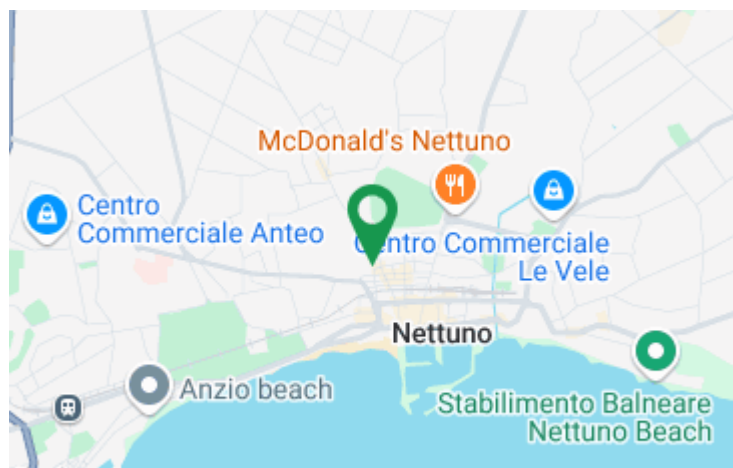 McDonald's Nettuno
Centro
Commerciale Anteo
Centro Commerciale
Le Vele
Nettuno
Anzio beach
Stabilimento Balneare
Nettuno Beach